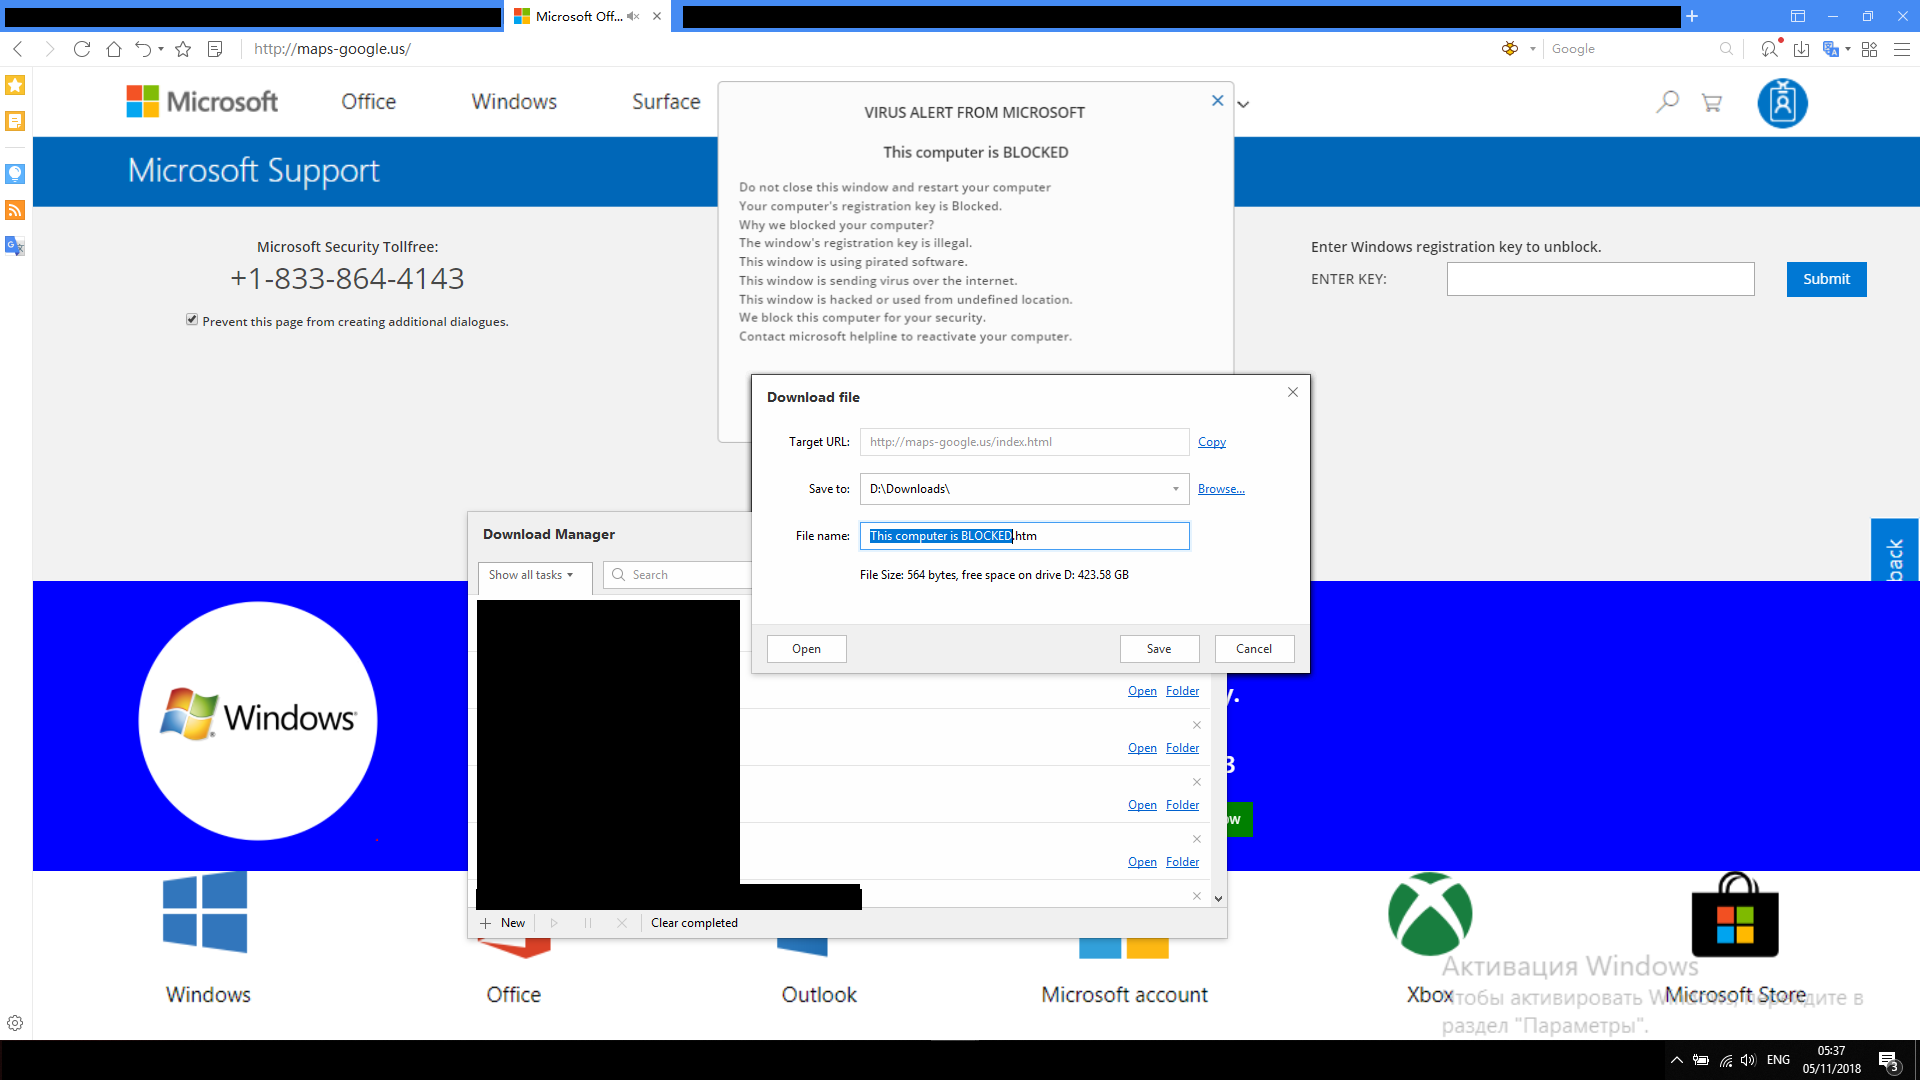 Microsoft Off...
http://maps-google.us/
Google
Microsoft
Office
Windows
Surface
Microsoft Support
VIRUS ALERT FROM MICROSOFT
This computer is BLOCKED
Do not close this window and restart your computer
Your computer's registration key is Blocked.
Why we blocked your computer?
The window's registration key is illegal.
This window is using pirated software.
This window is sending virus over the internet.
This window is hacked or used from undefined location.
We block this computer for your security.
Contact microsoft helpline to reactivate your computer.
Microsoft Security Tollfree:
+1-833-864-4143
Prevent this page from creating additional dialogues.
Enter Windows registration key to unblock.
ENTER KEY:
Submit
Download file
Target URL:
http://maps-google.us/index.html
Copy
Save to:
D:\Downloads\
Browse...
File name:
This computer is BLOCKED.htm
File Size: 564 bytes, free space on drive D: 423.58 GB
Open
Save
Cancel
Download Manager
Show all tasks
Search
Open Folder
Open Folder
Open Folder
Open Folder
New
Clear completed
back
y.
3
ow
Windows
Windows
Office
Outlook
Microsoft account
Xbox
Microsoft Store
Активация Windows
Чтобы активировать Windows, перейдите в
раздел "Параметры".
ENG
05:37
05/11/2018
3